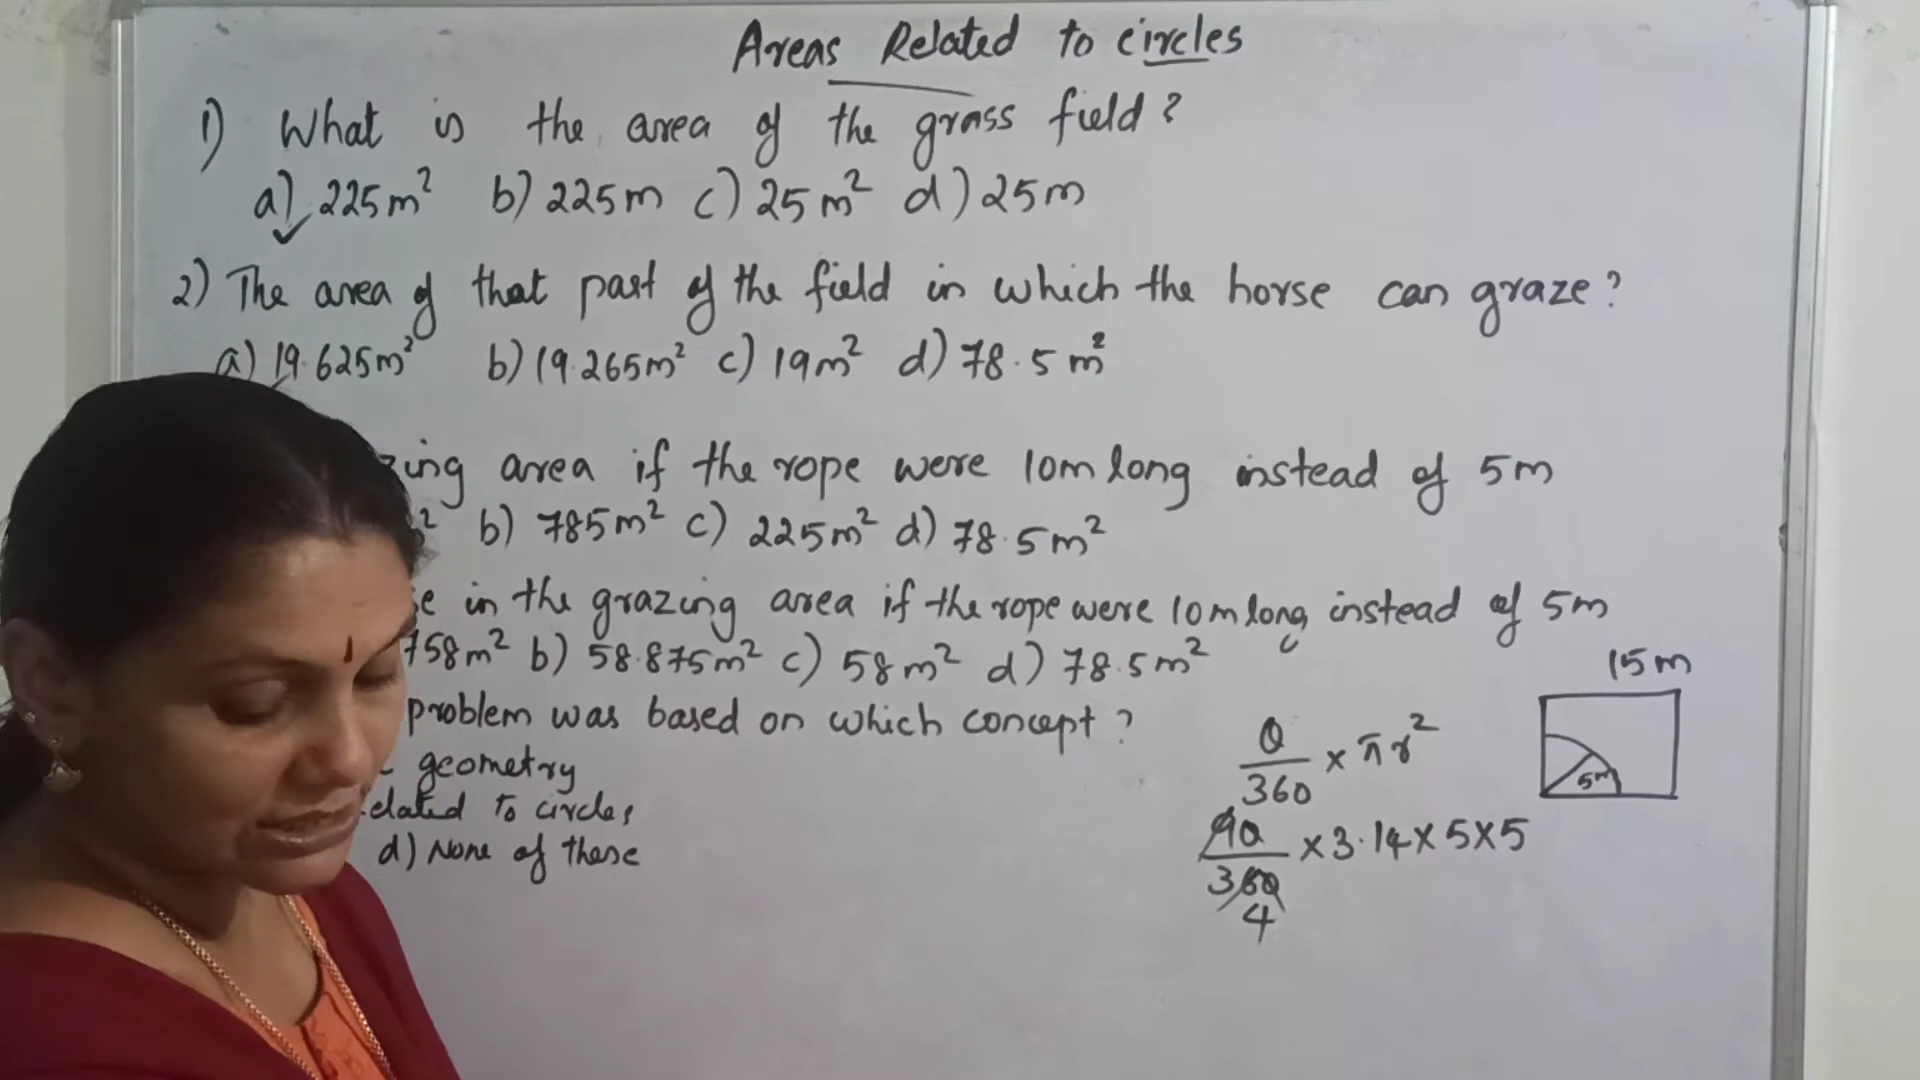 Areas Related to circles
1) What is the area of the grass field?
a) 225m² b) 225m c) 25m² d) 25m
2) The area of that part of the field in which the horse can graze?
a) 19.625m² b) 19.265m² c) 19m² d) 78.5m²
zing area if the rope were 10m long instead of 5m
² b) 785m² c) 225m² d) 78.5m²
e in the grazing area if the rope were 10m long instead of 5m
758m² b) 58.875m² c) 58m² d) 78.5m²
15m
problem was based on which concept?
θ/360 × πr²
geometry
5m
elated to circles
90/360 × 3.14×5×5
d) None of these
4